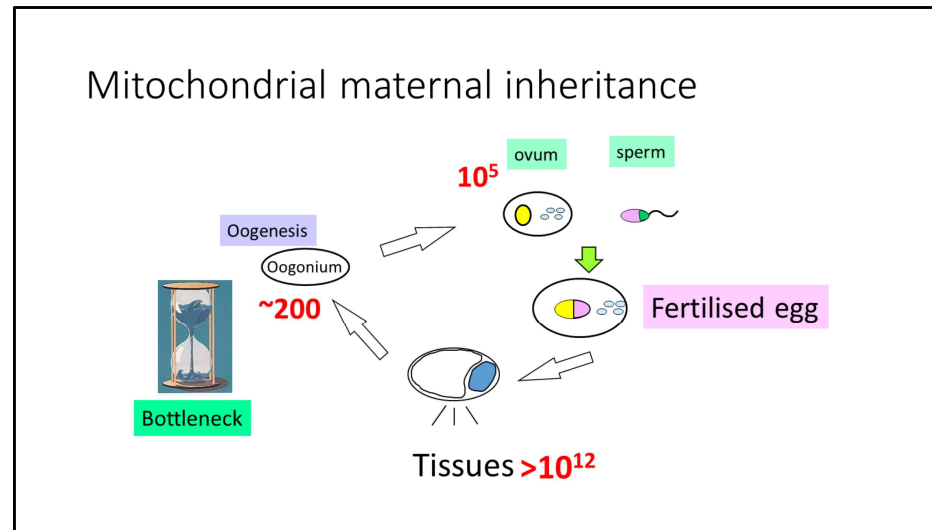 Mitochondrial maternal inheritance
ovum
sperm
10⁵
Oogenesis
Oogonium
~200
Fertilised egg
Bottleneck
Tissues >10¹²